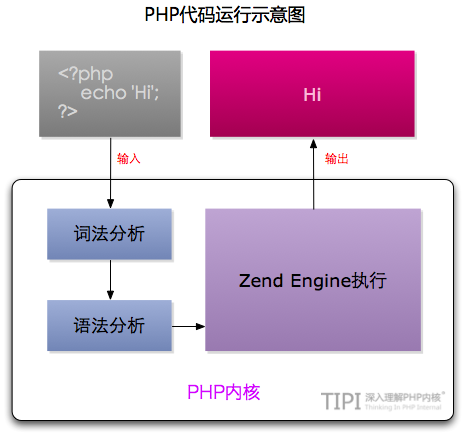 PHP代码运行示意图
<?php
echo 'Hi';
?>
Hi
输入
输出
词法分析
语法分析
Zend Engine执行
PHP内核
TIPI 深入理解PHP内核
Thinking In PHP Internal